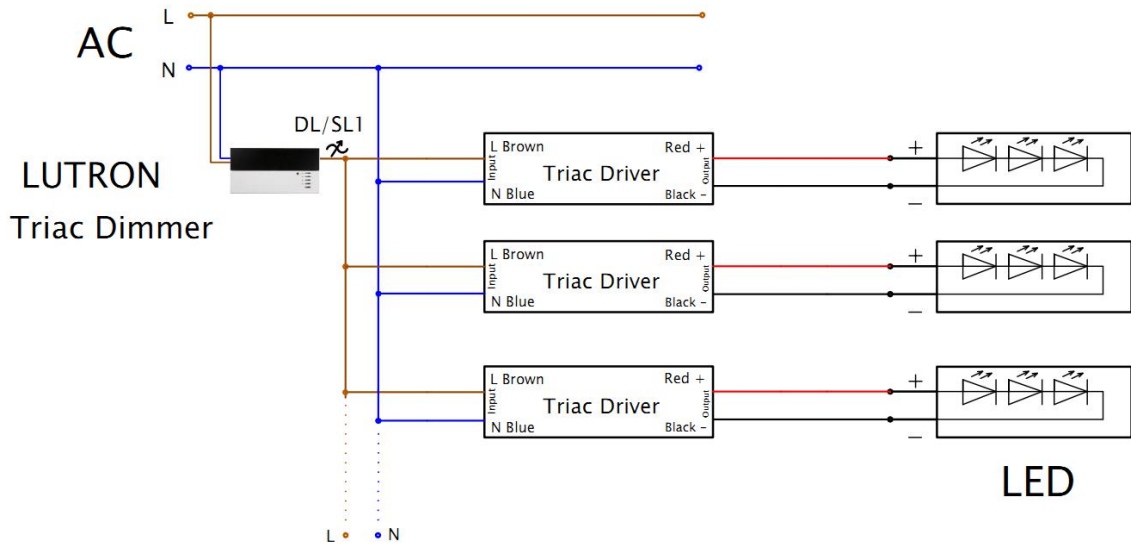 L
AC
N
DL/SL1
LUTRON
Triac Dimmer
L Brown
Red +
Input
Triac Driver
Output
N Blue
Black –
+
–
L Brown
Red +
Input
Triac Driver
Output
N Blue
Black –
+
–
L Brown
Red +
Input
Triac Driver
Output
N Blue
Black –
+
–
LED
L
N